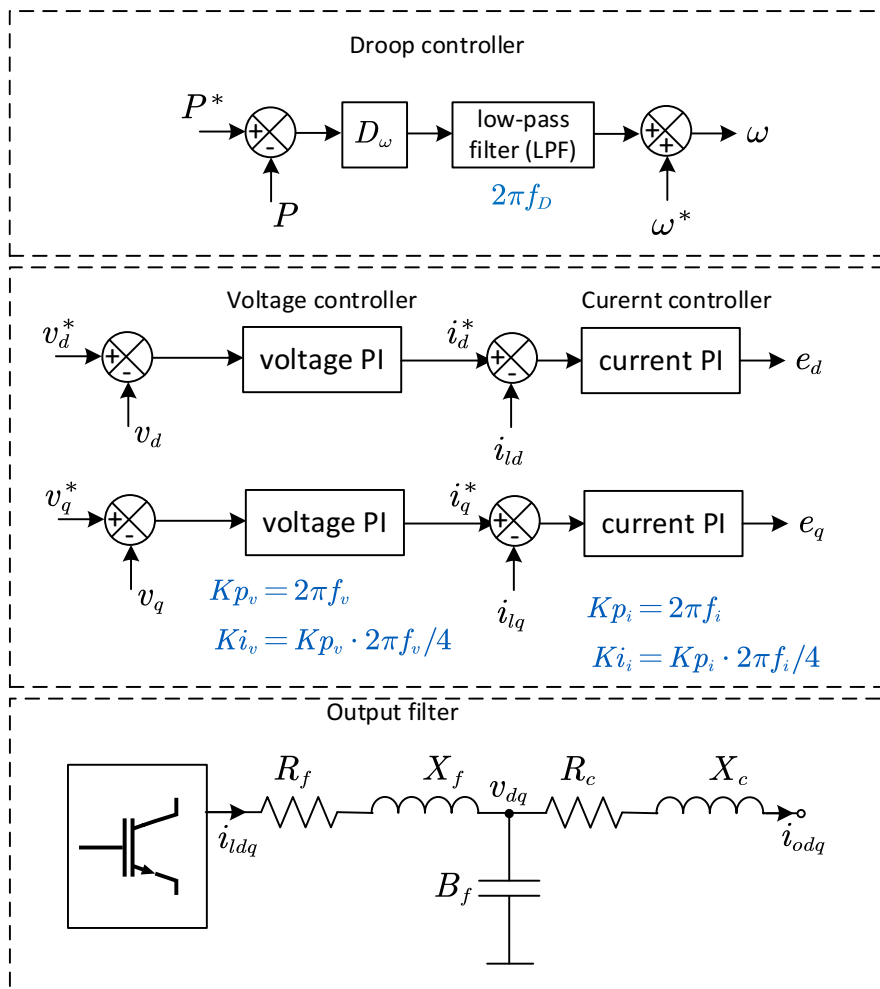 Droop controller
P* + - P
D_ω
low-pass
filter (LPF)
2πf_D
+ + ω
ω*
Voltage controller
Curernt controller
v_d* + - v_d
voltage PI
i_d* + - i_ld
current PI
e_d
v_q* + - v_q
voltage PI
i_q* + - i_lq
current PI
e_q
Kp_v = 2πf_v
Ki_v = Kp_v · 2πf_v/4
Kp_i = 2πf_i
Ki_i = Kp_i · 2πf_i/4
Output filter
R_f X_f v_dq R_c X_c
i_ldq i_odq
B_f